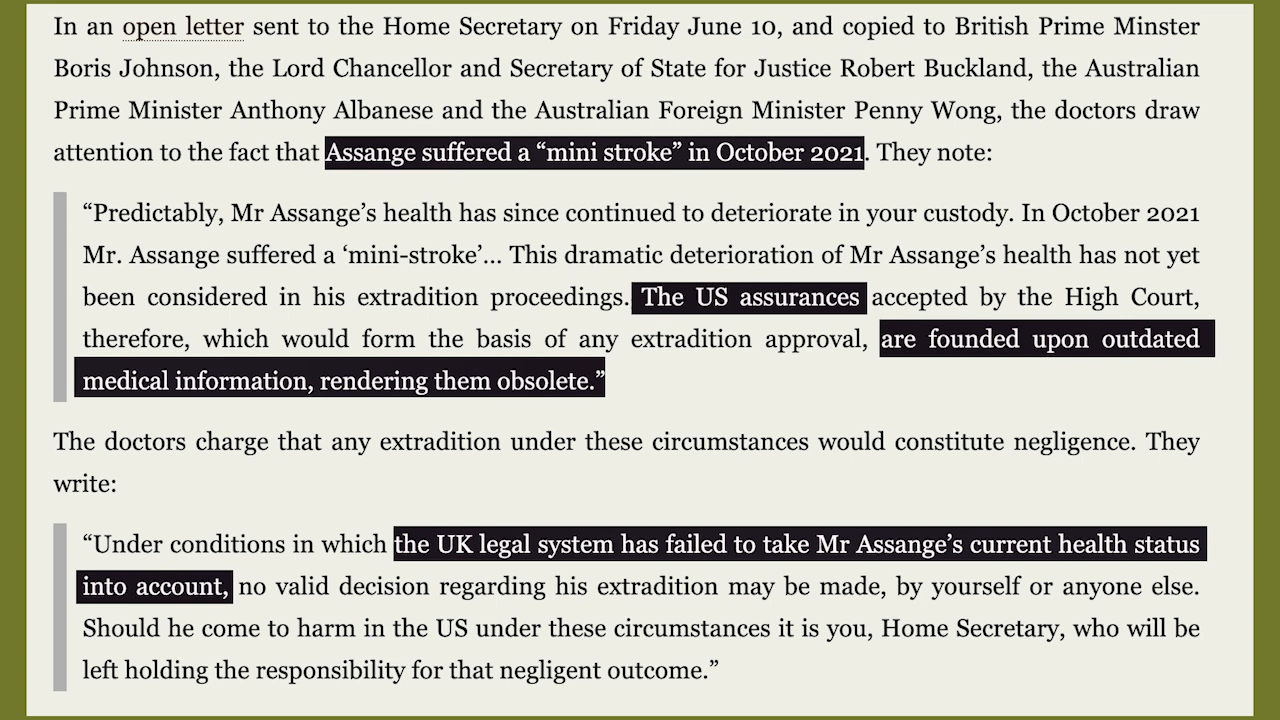 In an open letter sent to the Home Secretary on Friday June 10, and copied to British Prime Minster
Boris Johnson, the Lord Chancellor and Secretary of State for Justice Robert Buckland, the Australian
Prime Minister Anthony Albanese and the Australian Foreign Minister Penny Wong, the doctors draw
attention to the fact that Assange suffered a “mini stroke” in October 2021. They note:
“Predictably, Mr Assange’s health has since continued to deteriorate in your custody. In October 2021
Mr. Assange suffered a ‘mini-stroke’… This dramatic deterioration of Mr Assange’s health has not yet
been considered in his extradition proceedings. The US assurances accepted by the High Court,
therefore, which would form the basis of any extradition approval, are founded upon outdated
medical information, rendering them obsolete.”
The doctors charge that any extradition under these circumstances would constitute negligence. They
write:
“Under conditions in which the UK legal system has failed to take Mr Assange’s current health status
into account, no valid decision regarding his extradition may be made, by yourself or anyone else.
Should he come to harm in the US under these circumstances it is you, Home Secretary, who will be
left holding the responsibility for that negligent outcome.”